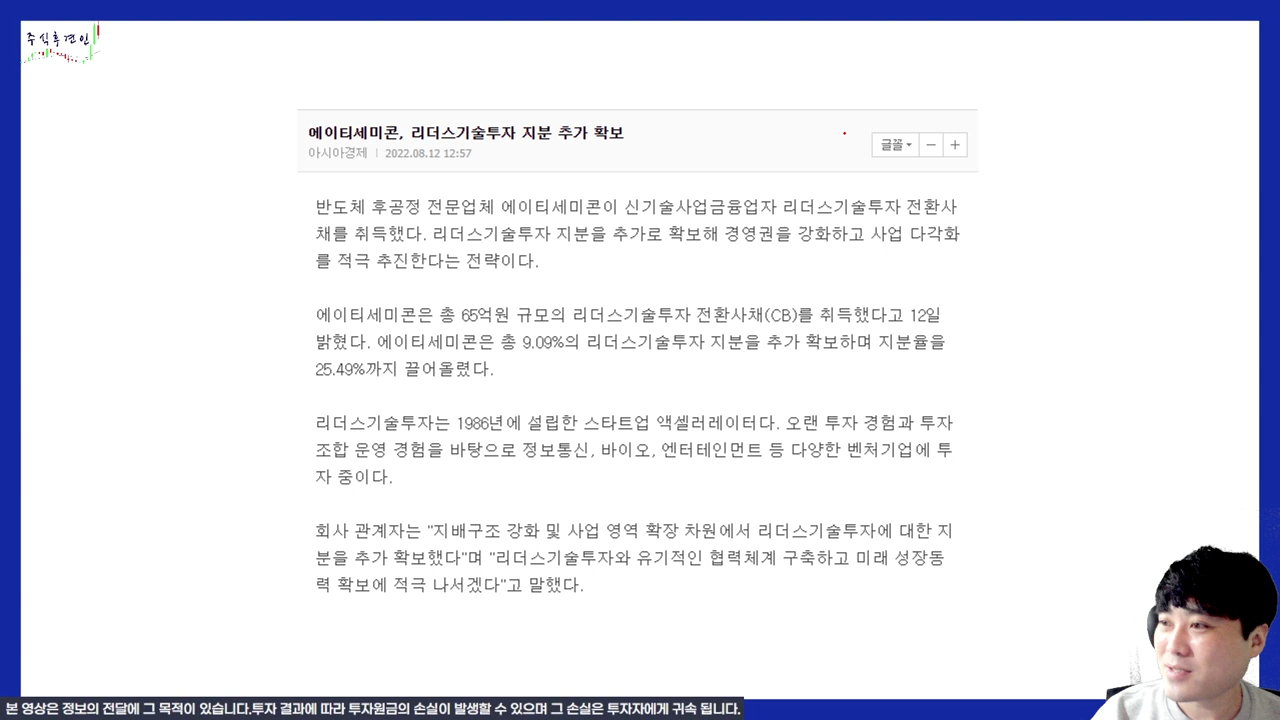 주식후견인
에이티세미콘, 리더스기술투자 지분 추가 확보
아시아경제 | 2022.08.12 12:57
글꼴 - +
반도체 후공정 전문업체 에이티세미콘이 신기술사업금융업자 리더스기술투자 전환사
채를 취득했다. 리더스기술투자 지분을 추가로 확보해 경영권을 강화하고 사업 다각화
를 적극 추진한다는 전략이다.
에이티세미콘은 총 65억원 규모의 리더스기술투자 전환사채(CB)를 취득했다고 12일
밝혔다. 에이티세미콘은 총 9.09%의 리더스기술투자 지분을 추가 확보하며 지분율을
25.49%까지 끌어올렸다.
리더스기술투자는 1986년에 설립한 스타트업 액셀러레이터다. 오랜 투자 경험과 투자
조합 운영 경험을 바탕으로 정보통신, 바이오, 엔터테인먼트 등 다양한 벤처기업에 투
자 중이다.
회사 관계자는 "지배구조 강화 및 사업 영역 확장 차원에서 리더스기술투자에 대한 지
분을 추가 확보했다"며 "리더스기술투자와 유기적인 협력체계 구축하고 미래 성장동
력 확보에 적극 나서겠다"고 말했다.
본 영상은 정보의 전달에 그 목적이 있습니다.투자 결과에 따라 투자원금의 손실이 발생할 수 있으며 그 손실은 투자자에게 귀속 됩니다.